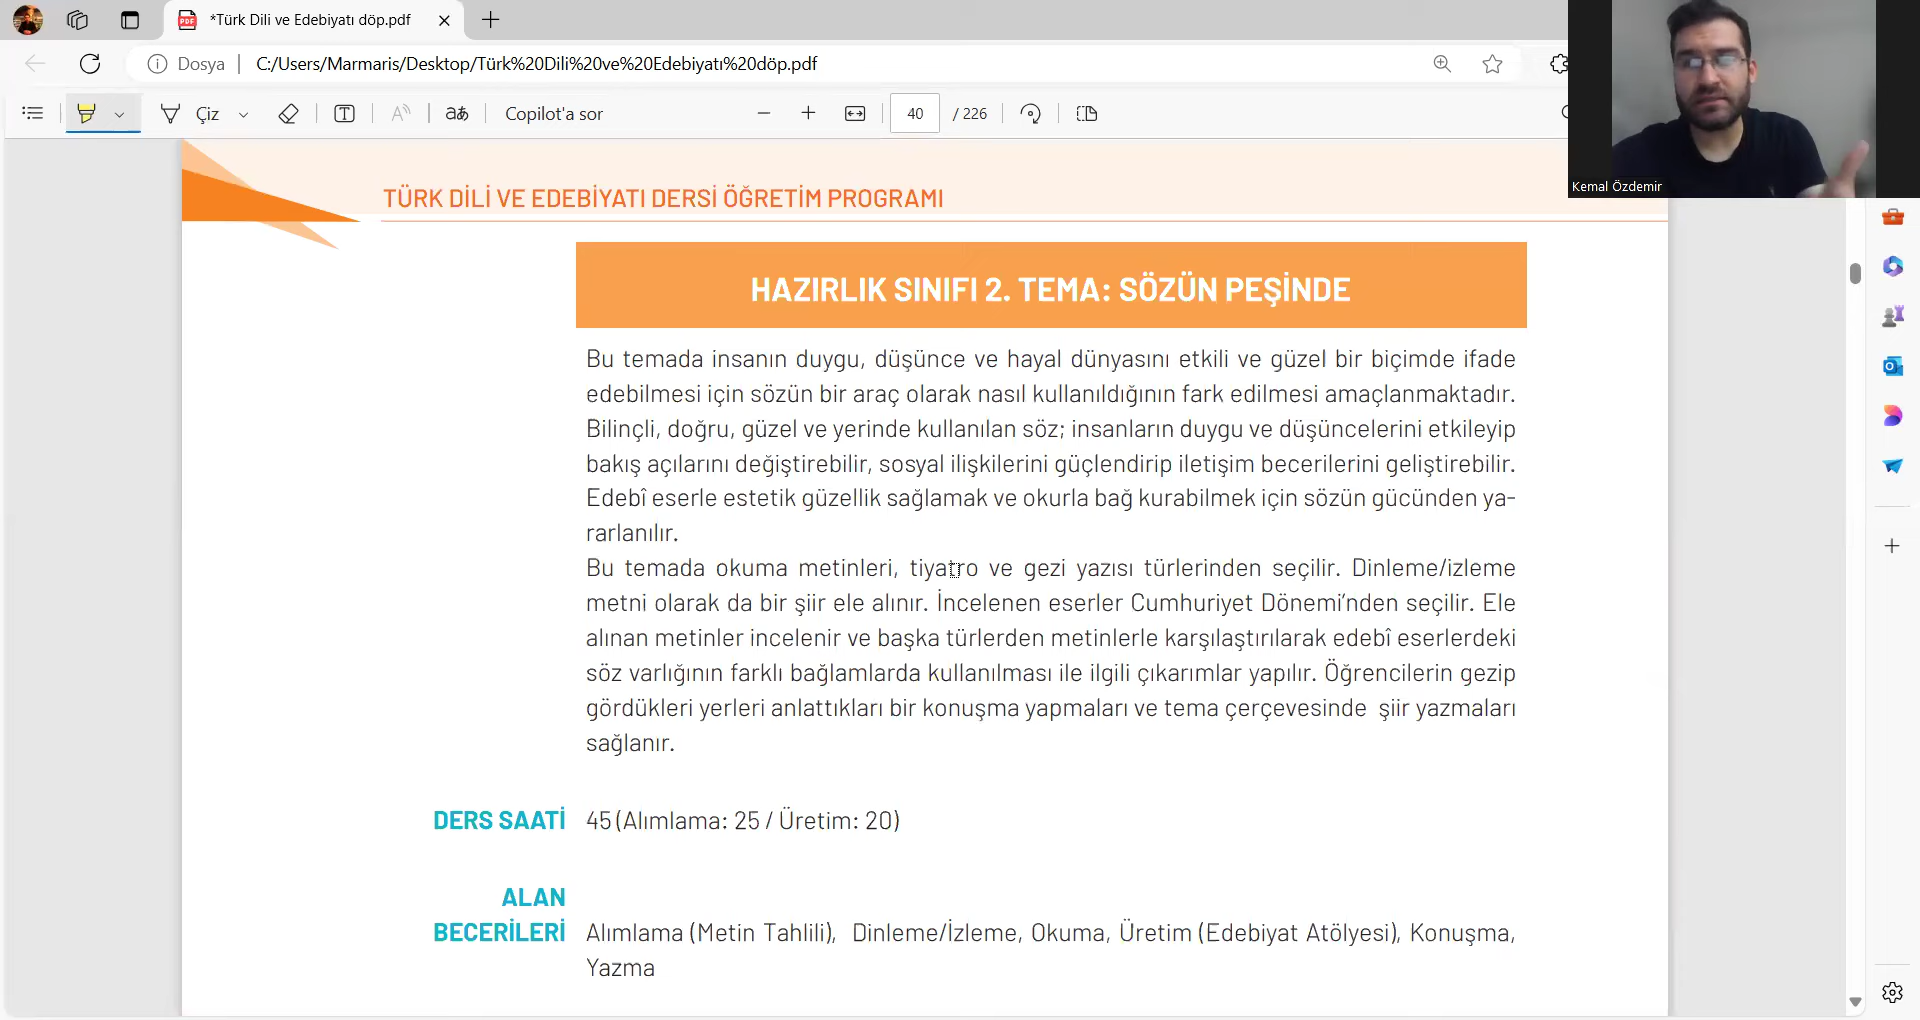 *Türk Dili ve Edebiyatı döp.pdf
Dosya
C:/Users/Marmaris/Desktop/Türk%20Dili%20ve%20Edebiyatı%20döp.pdf
Çiz
aあ
Copilot'a sor
40
/ 226
Kemal Özdemir
TÜRK DİLİ VE EDEBİYATI DERSİ ÖĞRETİM PROGRAMI
HAZIRLIK SINIFI 2. TEMA: SÖZÜN PEŞİNDE
Bu temada insanın duygu, düşünce ve hayal dünyasını etkili ve güzel bir biçimde ifade
edebilmesi için sözün bir araç olarak nasıl kullanıldığının fark edilmesi amaçlanmaktadır.
Bilinçli, doğru, güzel ve yerinde kullanılan söz; insanların duygu ve düşüncelerini etkileyip
bakış açılarını değiştirebilir, sosyal ilişkilerini güçlendirip iletişim becerilerini geliştirebilir.
Edebî eserle estetik güzellik sağlamak ve okurla bağ kurabilmek için sözün gücünden ya-
rarlanılır.
Bu temada okuma metinleri, tiyatro ve gezi yazısı türlerinden seçilir. Dinleme/izleme
metni olarak da bir şiir ele alınır. İncelenen eserler Cumhuriyet Dönemi’nden seçilir. Ele
alınan metinler incelenir ve başka türlerden metinlerle karşılaştırılarak edebî eserlerdeki
söz varlığının farklı bağlamlarda kullanılması ile ilgili çıkarımlar yapılır. Öğrencilerin gezip
gördükleri yerleri anlattıkları bir konuşma yapmaları ve tema çerçevesinde şiir yazmaları
sağlanır.
DERS SAATİ
45 (Alımlama: 25 / Üretim: 20)
ALAN
BECERİLERİ
Alımlama (Metin Tahlili), Dinleme/İzleme, Okuma, Üretim (Edebiyat Atölyesi), Konuşma,
Yazma